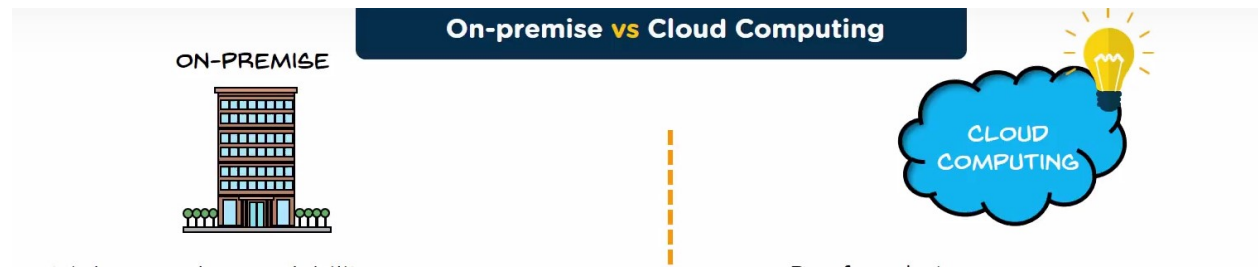 On-premise vs Cloud Computing
ON-PREMISE
CLOUD
COMPUTING